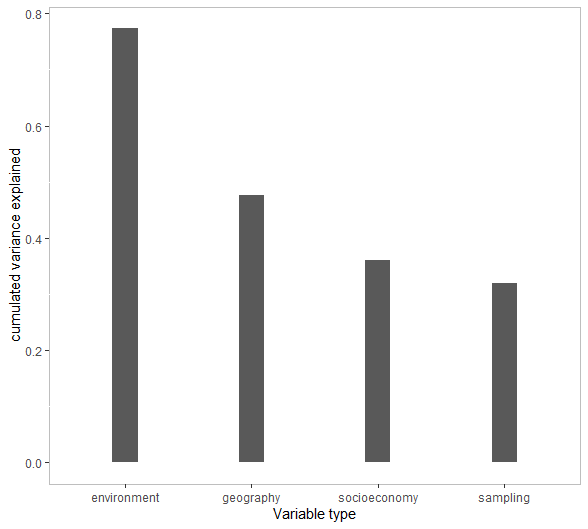 cumulated variance explained
0.8
0.6
0.4
0.2
0.0
environment geography socioeconomy sampling
Variable type